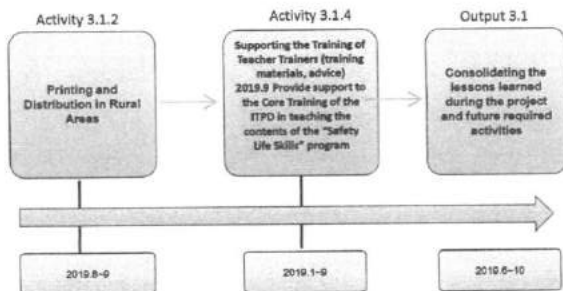 Activity 3.1.2
Activity 3.1.4
Output 3.1
Printing and
Distribution in Rural
Areas
Supporting the Training of
Teacher Trainers (training
materials, advice)
2019.9 Provide support to
the Core Training of the
ITPD in teaching the
contents of the "Safety
Life Skills" program
Consolidating the
lessons learned
during the project
and future required
activities
2019.8-9
2019.1-9
2019.6-10